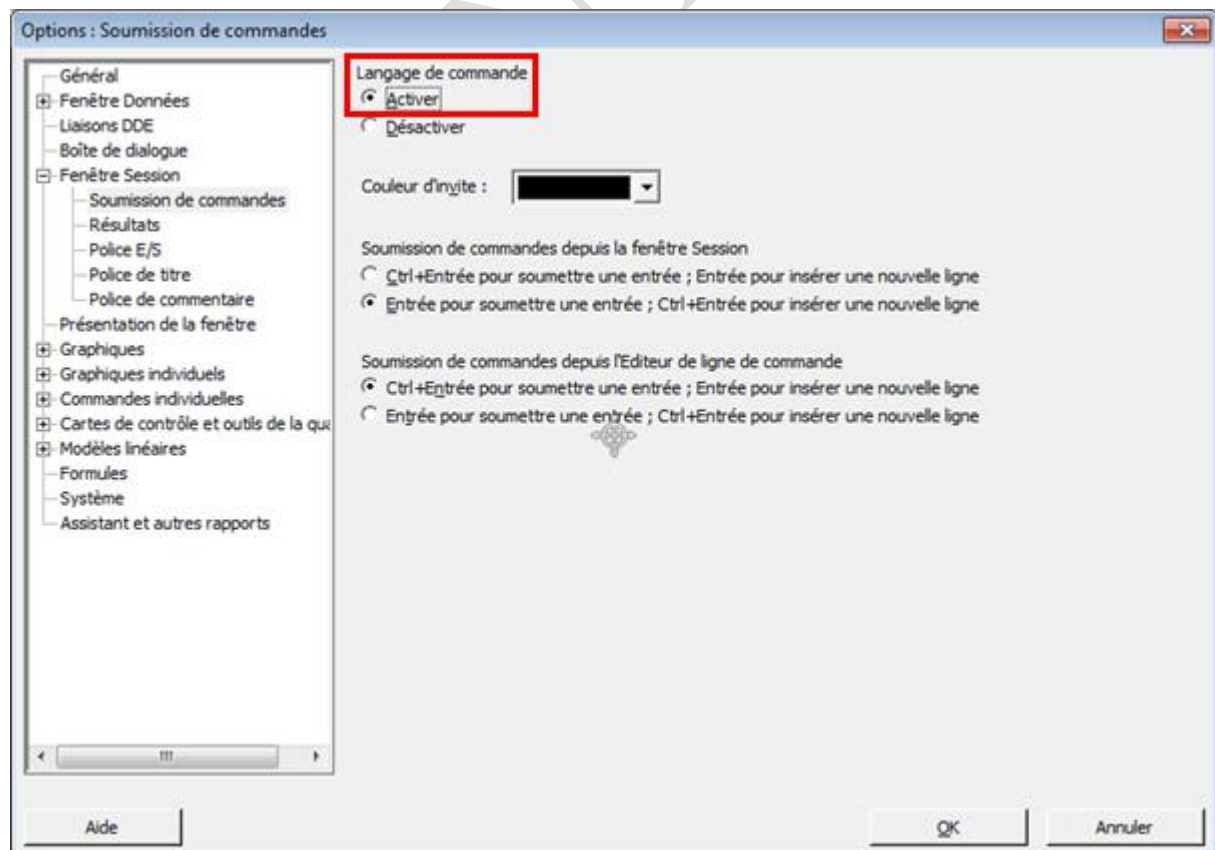 Options : Soumission de commandes
Général
Fenêtre Données
Liaisons DDE
Boîte de dialogue
Fenêtre Session
Soumission de commandes
Résultats
Police E/S
Police de titre
Police de commentaire
Présentation de la fenêtre
Graphiques
Graphiques individuels
Commandes individuelles
Cartes de contrôle et outils de la qua
Modèles linéaires
Formules
Système
Assistant et autres rapports
Langage de commande
Activer
Désactiver
Couleur d'invite :
Soumission de commandes depuis la fenêtre Session
Ctrl+Entrée pour soumettre une entrée ; Entrée pour insérer une nouvelle ligne
Entrée pour soumettre une entrée ; Ctrl+Entrée pour insérer une nouvelle ligne
Soumission de commandes depuis l'Editeur de ligne de commande
Ctrl+Entrée pour soumettre une entrée ; Entrée pour insérer une nouvelle ligne
Entrée pour soumettre une entrée ; Ctrl+Entrée pour insérer une nouvelle ligne
Aide
OK
Annuler